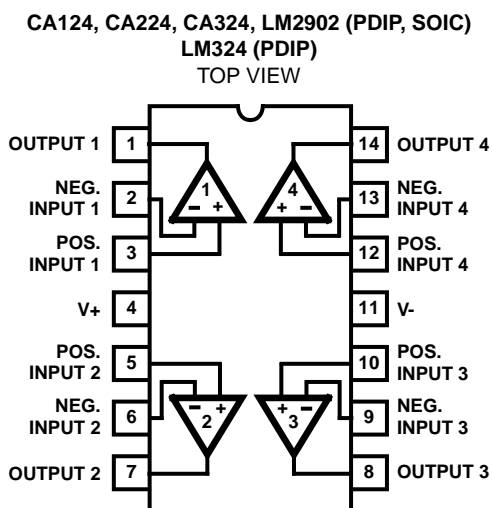 CA124, CA224, CA324, LM2902 (PDIP, SOIC)
LM324 (PDIP)
TOP VIEW
OUTPUT 1 1 14 OUTPUT 4
1 4
NEG.
INPUT 1 2 - + + - 13 NEG.
INPUT 4
POS.
INPUT 1 3 12 POS.
INPUT 4
V+ 4 11 V-
POS.
INPUT 2 5 10 POS.
INPUT 3
NEG.
INPUT 2 6 - + + - 9 NEG.
INPUT 3
2 3
OUTPUT 2 7 8 OUTPUT 3